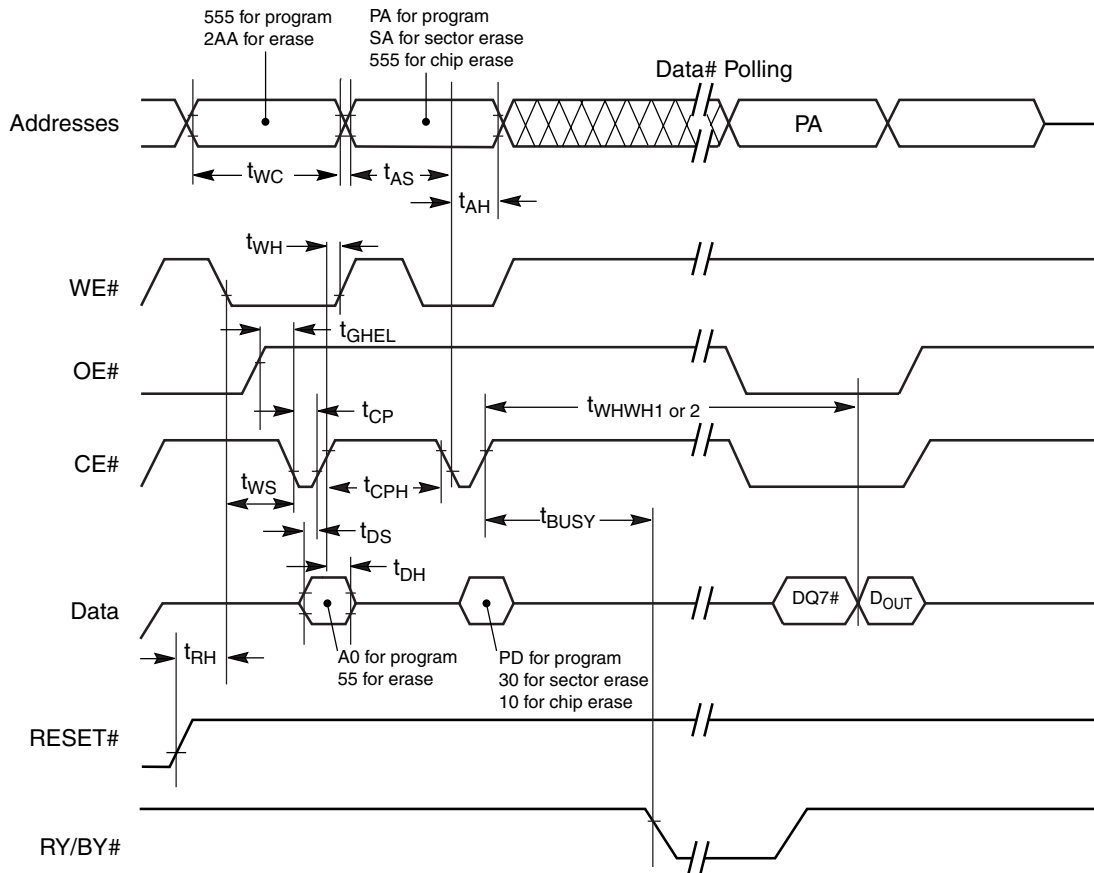 555 for program
2AA for erase
PA for program
SA for sector erase
555 for chip erase
Data# Polling
Addresses
PA
tWC
tAS
tAH
tWH
WE#
tGHEL
OE#
tWHWH1 or 2
tCP
CE#
tWS
tCPH
tBUSY
tDS
tDH
Data
DQ7#
DOUT
tRH
A0 for program
55 for erase
PD for program
30 for sector erase
10 for chip erase
RESET#
RY/BY#